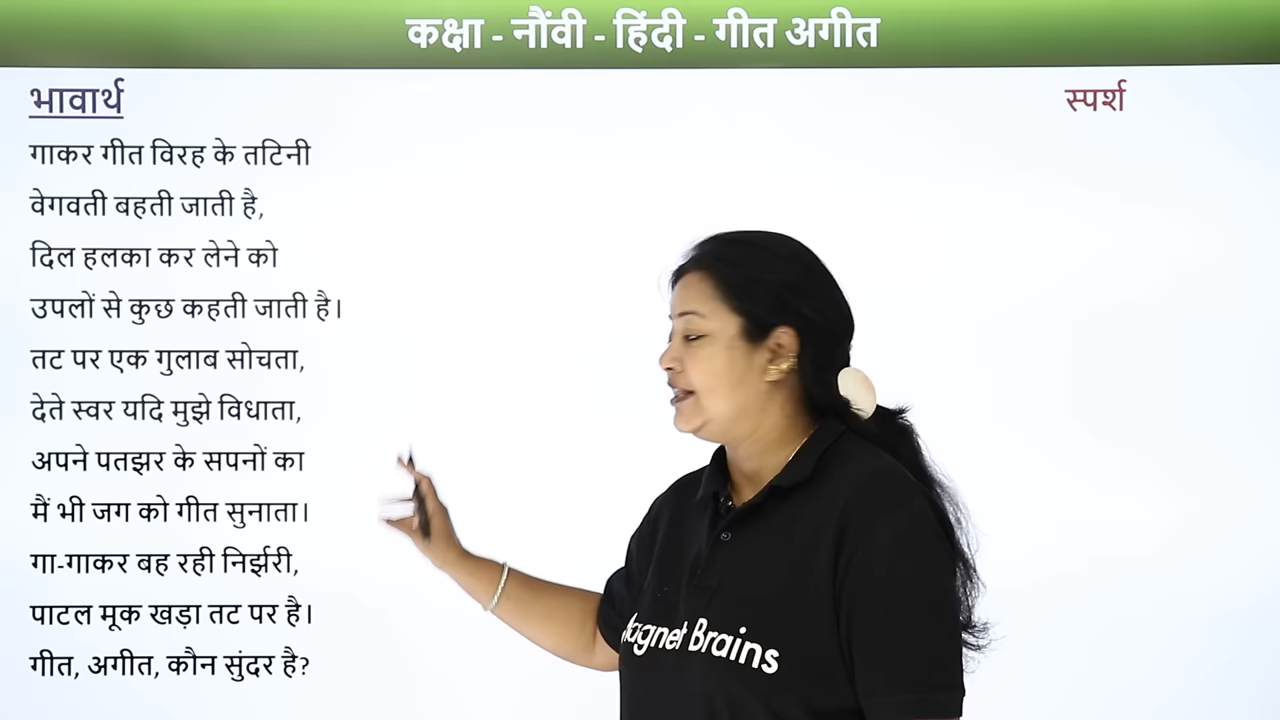 कक्षा - नौंवी - हिंदी - गीत अगीत
भावार्थ
स्पर्श
गाकर गीत विरह के तटिनी
वेगवती बहती जाती है,
दिल हलका कर लेने को
उपलों से कुछ कहती जाती है।
तट पर एक गुलाब सोचता,
देते स्वर यदि मुझे विधाता,
अपने पतझर के सपनों का
मैं भी जग को गीत सुनाता।
गा-गाकर बह रही निर्झरी,
पाटल मूक खड़ा तट पर है।
गीत, अगीत, कौन सुंदर है?
Magnet Brains